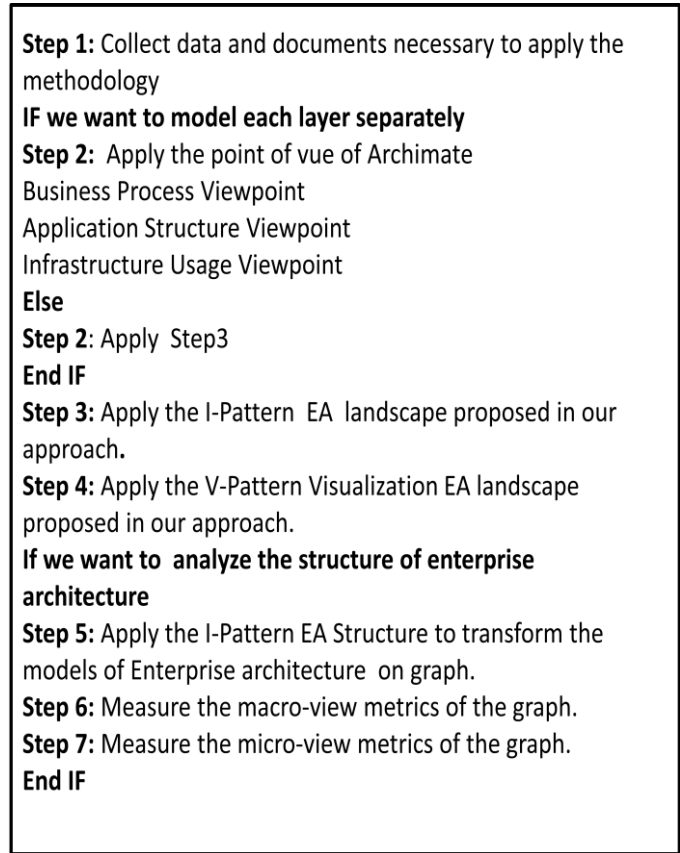 Step 1: Collect data and documents necessary to apply the
methodology
IF we want to model each layer separately
Step 2: Apply the point of vue of Archimate
Business Process Viewpoint
Application Structure Viewpoint
Infrastructure Usage Viewpoint
Else
Step 2: Apply Step3
End IF
Step 3: Apply the I-Pattern EA landscape proposed in our
approach.
Step 4: Apply the V-Pattern Visualization EA landscape
proposed in our approach.
If we want to analyze the structure of enterprise
architecture
Step 5: Apply the I-Pattern EA Structure to transform the
models of Enterprise architecture on graph.
Step 6: Measure the macro-view metrics of the graph.
Step 7: Measure the micro-view metrics of the graph.
End IF